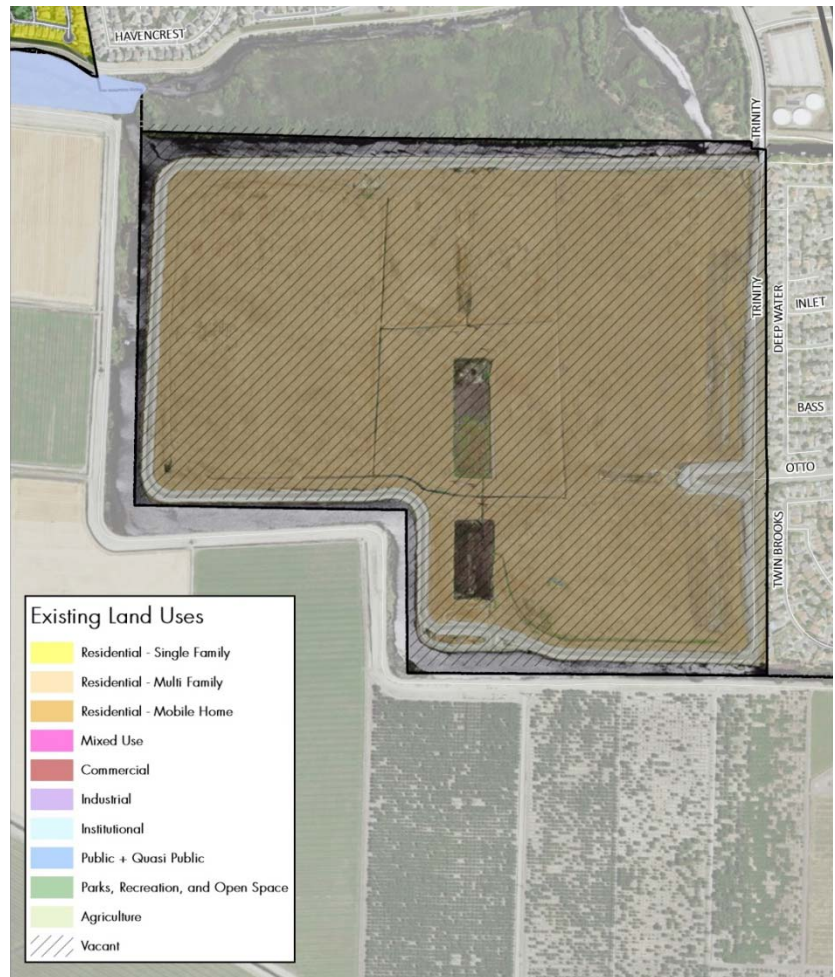 HAVENCREST
TRINITY
TRINITY
DEEP WATER
INLET
BASS
OTTO
TWIN BROOKS
Existing Land Uses
Residential - Single Family
Residential - Multi Family
Residential - Mobile Home
Mixed Use
Commercial
Industrial
Institutional
Public + Quasi Public
Parks, Recreation, and Open Space
Agriculture
Vacant